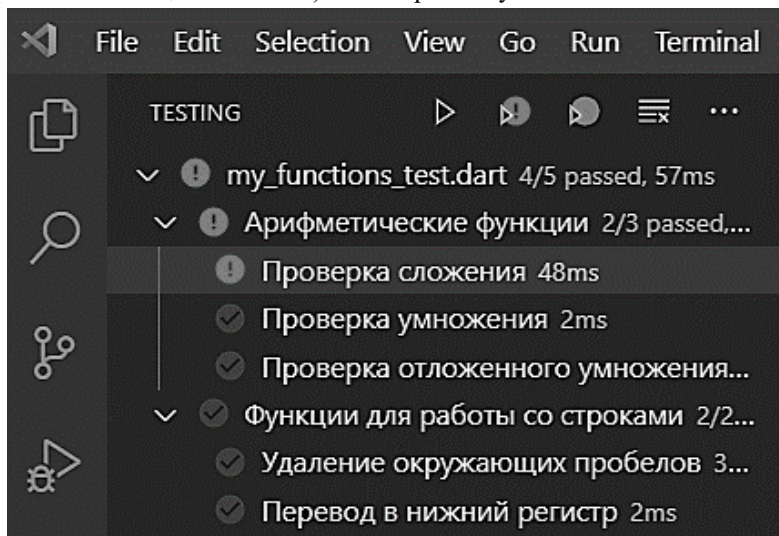 File Edit Selection View Go Run Terminal
TESTING
my_functions_test.dart 4/5 passed, 57ms
Арифметические функции 2/3 passed,...
Проверка сложения 48ms
Проверка умножения 2ms
Проверка отложенного умножения...
Функции для работы со строками 2/2...
Удаление окружающих пробелов 3...
Перевод в нижний регистр 2ms